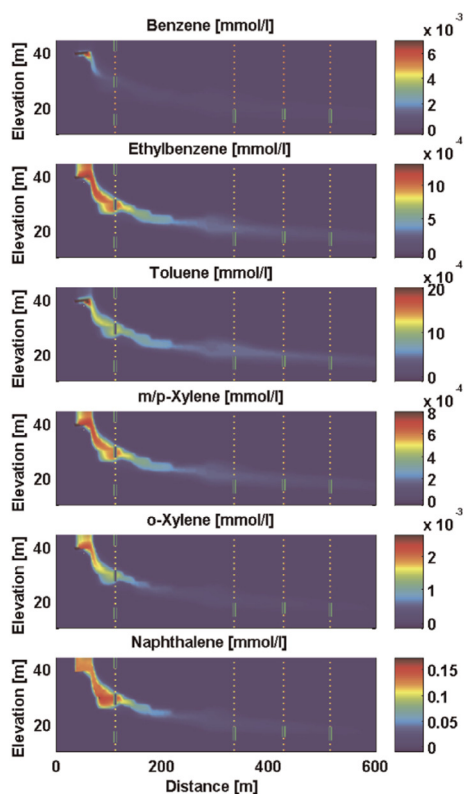 Benzene [mmol/l]
x 10-3
Elevation [m]
40
20
6
4
2
0
Ethylbenzene [mmol/l]
x 10-4
Elevation [m]
40
20
10
5
0
Toluene [mmol/l]
x 10-4
Elevation [m]
40
20
20
10
0
m/p-Xylene [mmol/l]
x 10-4
Elevation [m]
40
20
8
6
4
2
0
o-Xylene [mmol/l]
x 10-3
Elevation [m]
40
20
2
1
0
Naphthalene [mmol/l]
Elevation [m]
40
20
0.15
0.10
0.05
0
0 200 400 600
Distance [m]